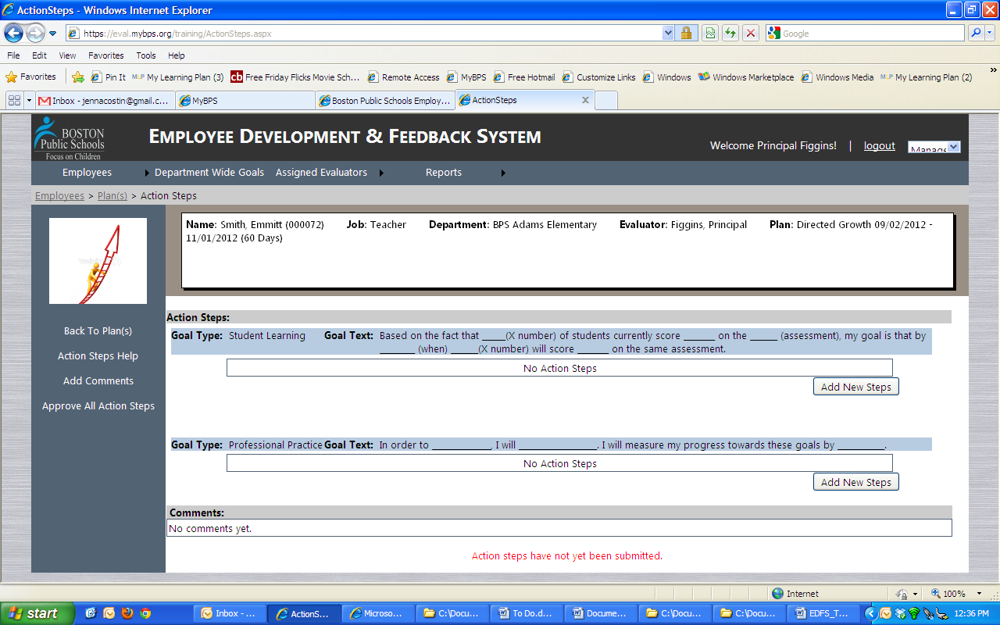 ActionSteps - Windows Internet Explorer
https://eval.mybps.org/training/ActionSteps.aspx
Google
File Edit View Favorites Tools Help
Favorites Pin It MLP My Learning Plan (3) cb Free Friday Flicks Movie Sch... Remote Access MyBPS Free Hotmail Customize Links Windows Windows Marketplace Windows Media MLP My Learning Plan (2)
Inbox - jennacostin@gmail.c... MyBPS Boston Public Schools Employ... ActionSteps
BOSTON
Public Schools
Focus on Children
EMPLOYEE DEVELOPMENT & FEEDBACK SYSTEM
Welcome Principal Figgins! | logout Manage
Employees Department Wide Goals Assigned Evaluators Reports
Employees > Plan(s) > Action Steps
Name: Smith, Emmitt (000072) Job: Teacher Department: BPS Adams Elementary Evaluator: Figgins, Principal Plan: Directed Growth 09/02/2012 -
11/01/2012 (60 Days)
Back To Plan(s)
Action Steps Help
Add Comments
Approve All Action Steps
Action Steps:
Goal Type: Student Learning Goal Text: Based on the fact that _____(X number) of students currently score ______ on the _____ (assessment), my goal is that by
_______ (when) _____(X number) will score ______ on the same assessment.
No Action Steps
Add New Steps
Goal Type: Professional Practice Goal Text: In order to ____________, I will ________________. I will measure my progress towards these goals by __________.
No Action Steps
Add New Steps
Comments:
No comments yet.
Action steps have not yet been submitted.
Internet 100%
start Inbox - ... ActionS... Microso... C:\Docu... To Do.d... Docume... C:\Docu... C:\Docu... EDFS_T... 12:36 PM